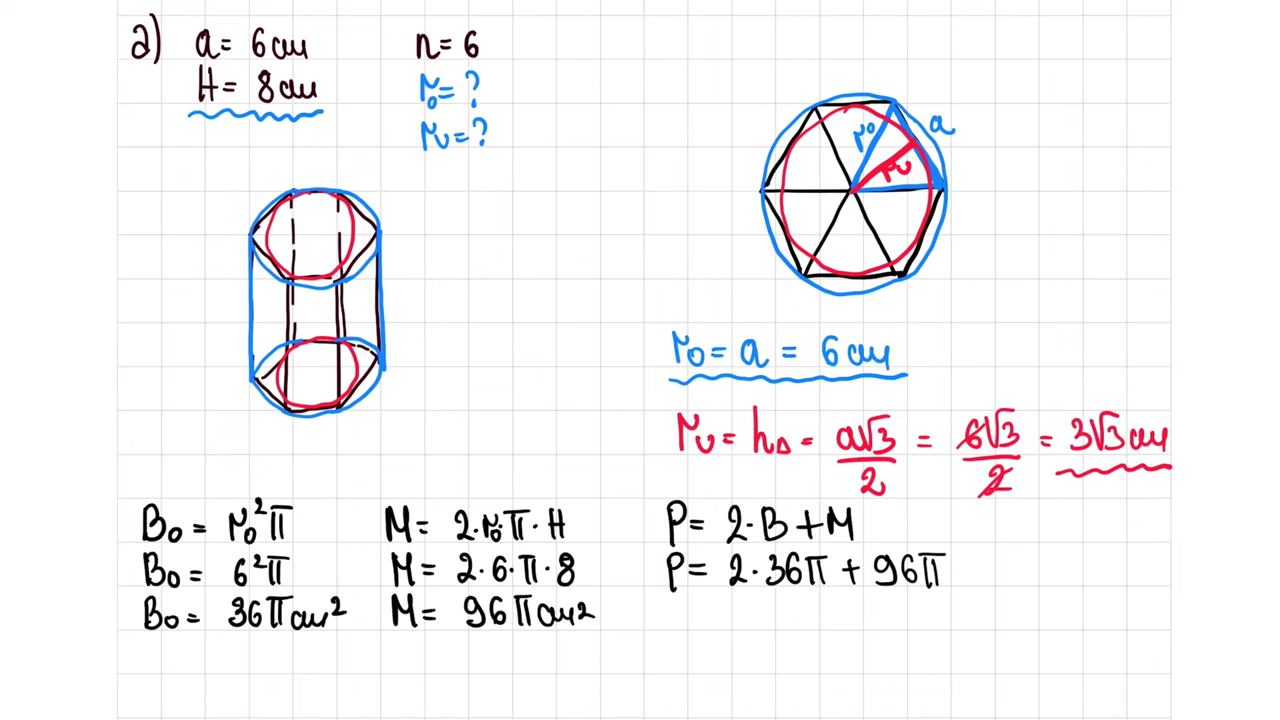 2) a = 6 cm
H = 8 cm
n = 6
r₀ = ?
rᵤ = ?
r₀
a
rᵤ
r₀ = a = 6 cm
rᵤ = h△ = a√3/2 = 6√3/2 = 3√3 cm
B₀ = r₀²π
B₀ = 6²π
B₀ = 36π cm²
M = 2·r₀π·H
M = 2·6·π·8
M = 96π cm²
P = 2·B + M
P = 2·36π + 96π